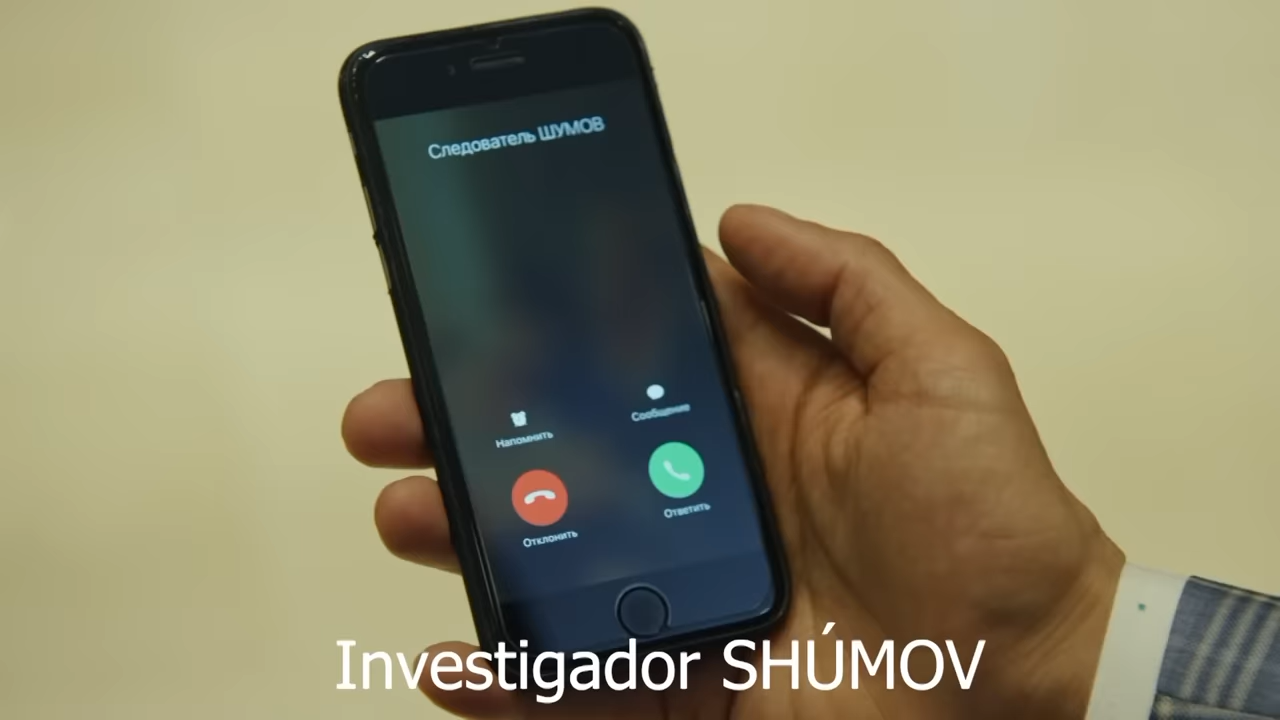 Следователь ШУМОВ
Напомнить
Сообщение
Отклонить
Ответить
Investigador SHÚMOV